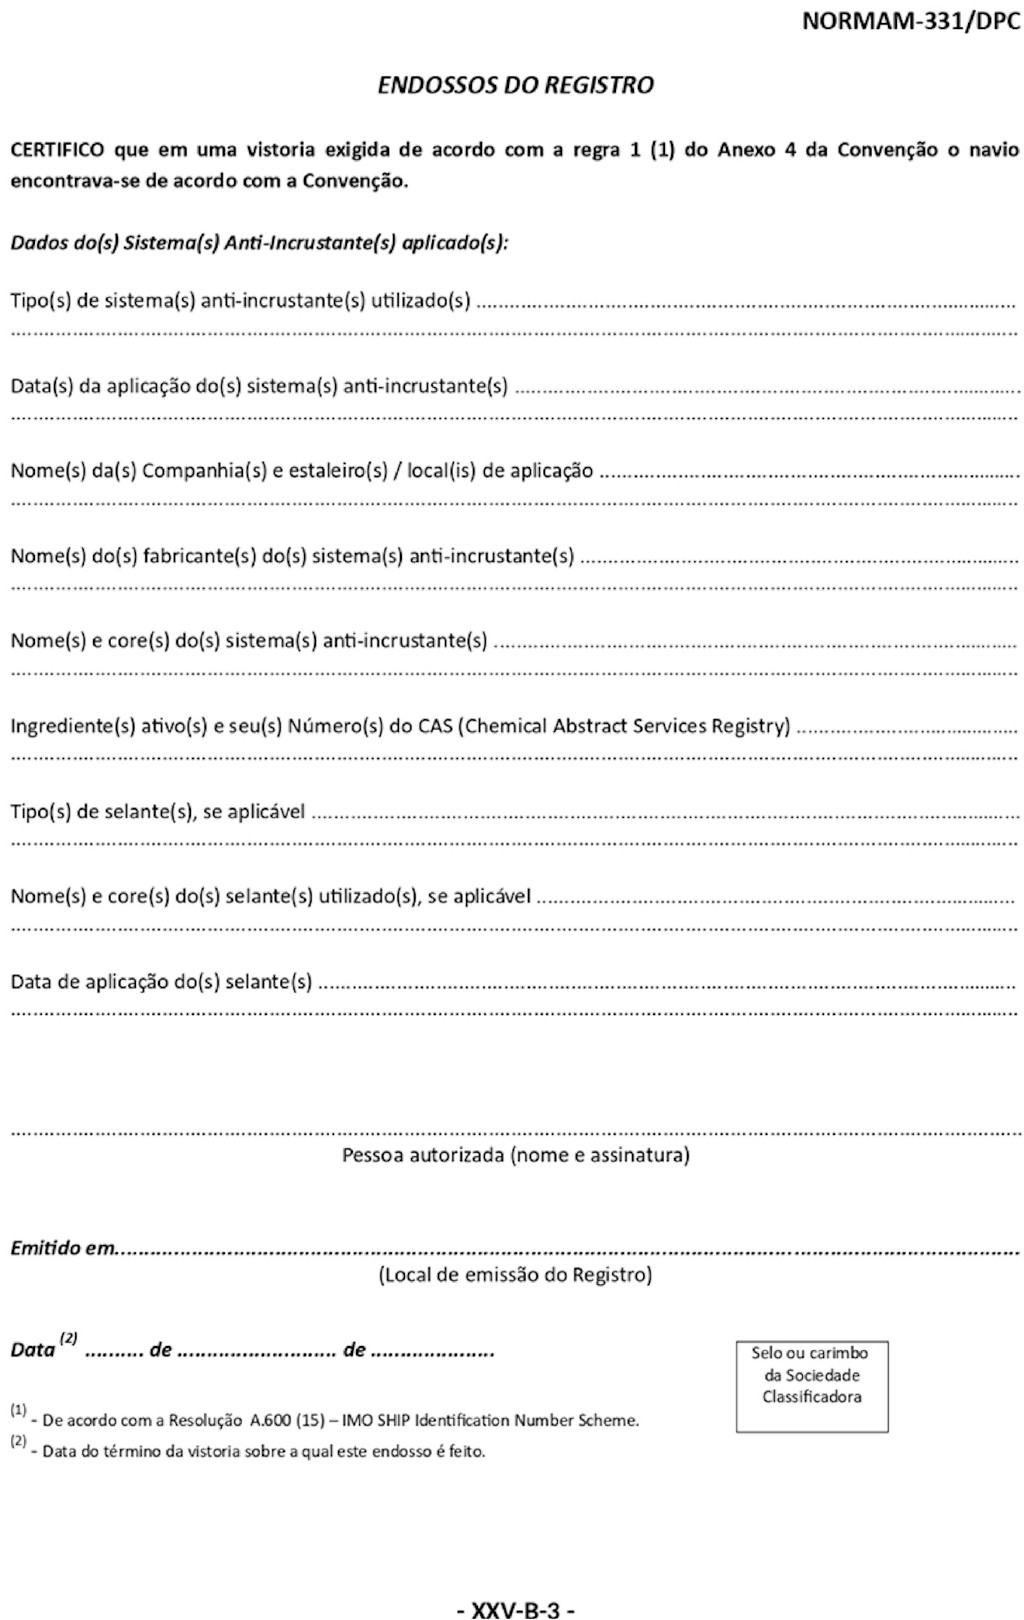 NORMAM-331/DPC
ENDOSSOS DO REGISTRO
CERTIFICO que em uma vistoria exigida de acordo com a regra 1 (1) do Anexo 4 da Convenção o navio
encontrava-se de acordo com a Convenção.
Dados do(s) Sistema(s) Anti-Incrustante(s) aplicado(s):
Tipo(s) de sistema(s) anti-incrustante(s) utilizado(s) ..........
..........
Data(s) da aplicação do(s) sistema(s) anti-incrustante(s) ..........
..........
Nome(s) da(s) Companhia(s) e estaleiro(s) / local(is) de aplicação ..........
..........
Nome(s) do(s) fabricante(s) do(s) sistema(s) anti-incrustante(s) ..........
..........
Nome(s) e core(s) do(s) sistema(s) anti-incrustante(s) ..........
..........
Ingrediente(s) ativo(s) e seu(s) Número(s) do CAS (Chemical Abstract Services Registry) ..........
..........
Tipo(s) de selante(s), se aplicável ..........
..........
Nome(s) e core(s) do(s) selante(s) utilizado(s), se aplicável ..........
..........
Data de aplicação do(s) selante(s) ..........
..........
..........
Pessoa autorizada (nome e assinatura)
Emitido em..........
(Local de emissão do Registro)
Data (2) .......... de .......... de ..........
Selo ou carimbo
da Sociedade
Classificadora
(1) - De acordo com a Resolução A.600 (15) – IMO SHIP Identification Number Scheme.
(2) - Data do término da vistoria sobre a qual este endosso é feito.
- XXV-B-3 -